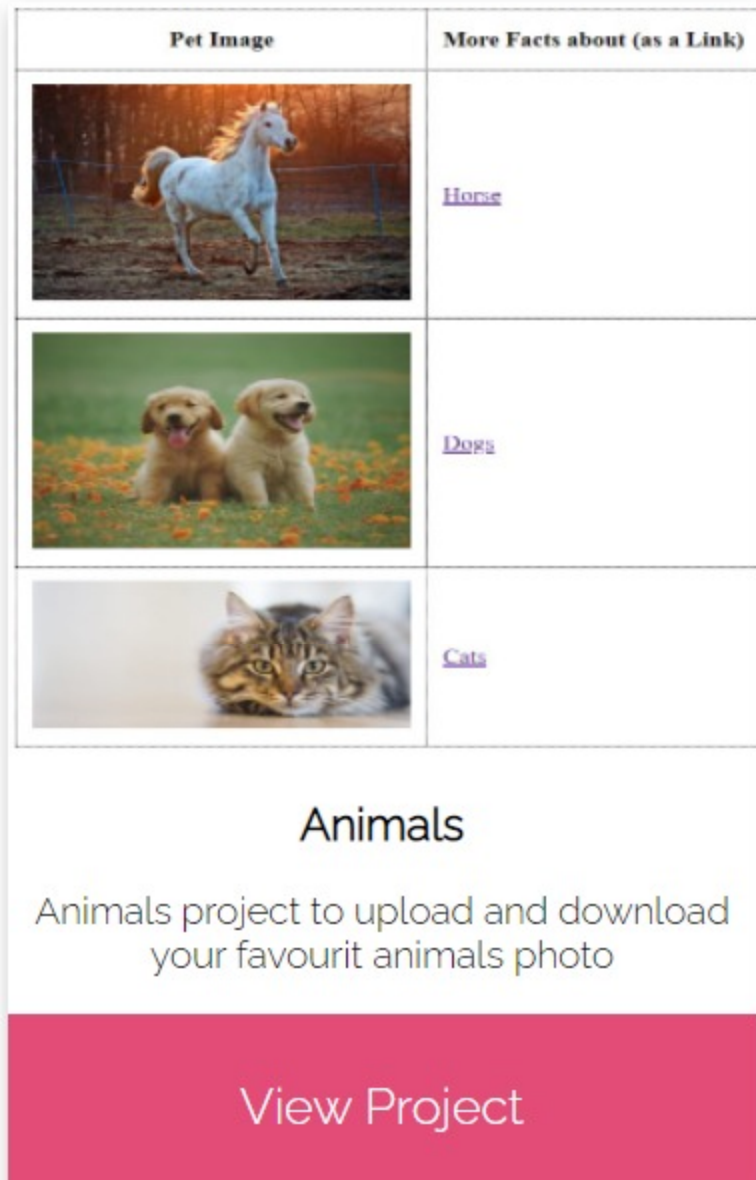 Pet Image
More Facts about (as a Link)
Horse
Dogs
Cats
Animals
Animals project to upload and download
your favourit animals photo
View Project